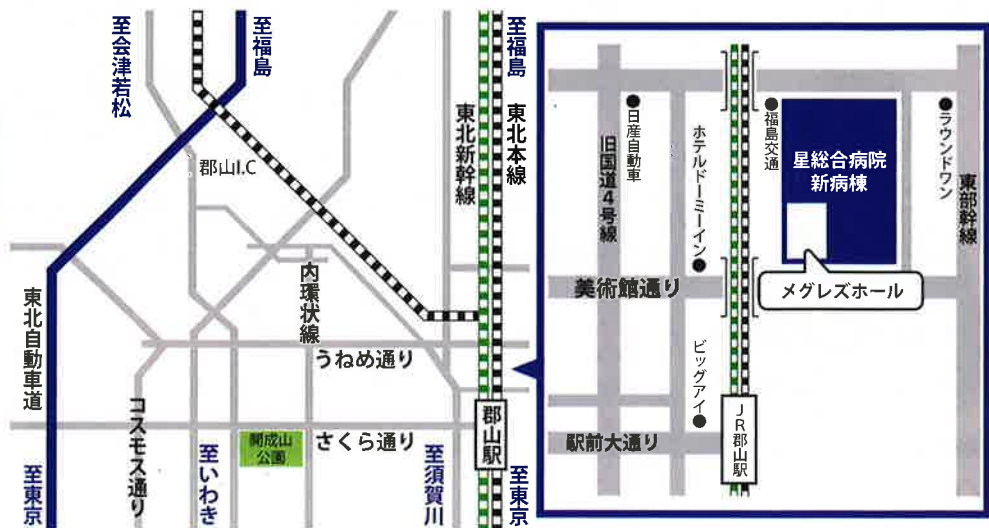 至会津若松
至福島
郡山I.C
東北新幹線
至福島
東北本線
内環状線
うねめ通り
東北自動車道
コスモス通り
至いわき
開成山
公園
さくら通り
至須賀川
郡山駅
至東京
至東京
旧国道4号線
日産自動車
ホテルドーミーイン
福島交通
星総合病院
新病棟
ラウンドワン
東部幹線
美術館通り
メグレズホール
ビッグアイ
駅前大通り
JR郡山駅